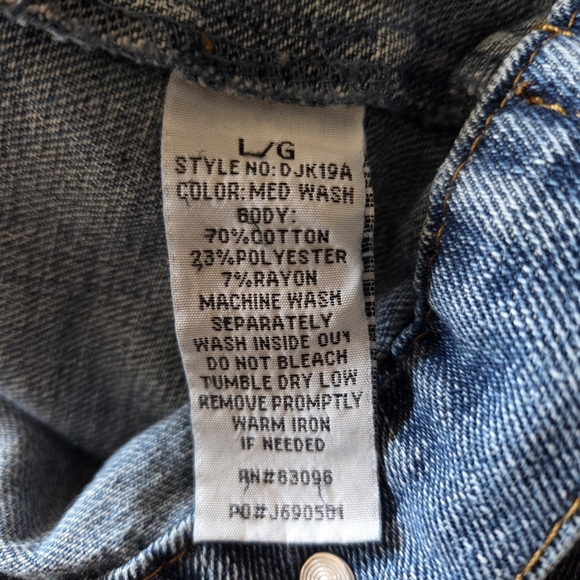 L/G
STYLE NO: DJK19A
COLOR: MED WASH
BODY:
70%COTTON
23%POLYESTER
7%RAYON
MACHINE WASH
SEPARATELY
WASH INSIDE OUT
DO NOT BLEACH
TUMBLE DRY LOW
REMOVE PROMPTLY
WARM IRON
IF NEEDED
RN#83096
PO#J690581